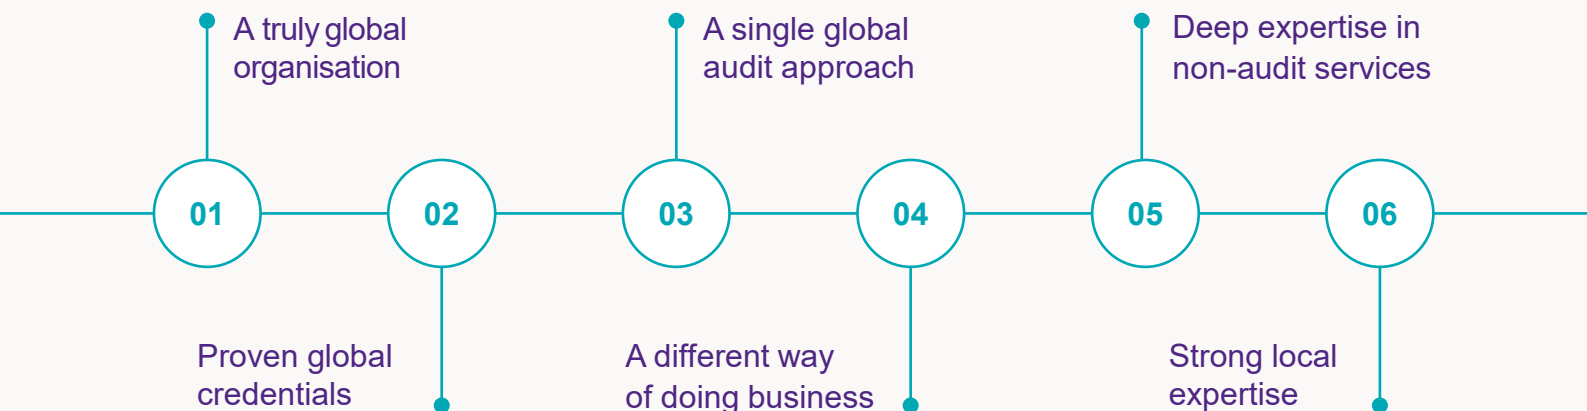 A truly global
organisation
A single global
audit approach
Deep expertise in
non-audit services
01
02
03
04
05
06
Proven global
credentials
A different way
of doing business
Strong local
expertise